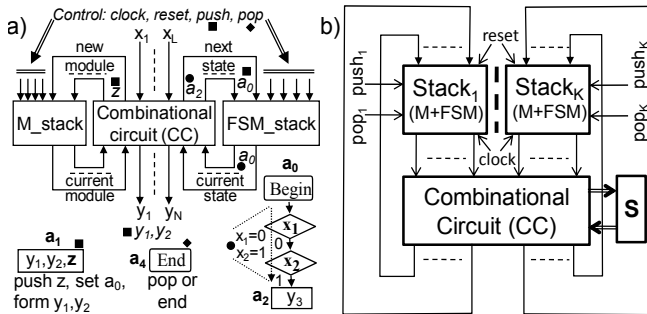 a)
Control: clock, reset, push, pop
new
module
z
x1
xL
next
state
a2
a0
M_stack
Combinational
circuit (CC)
FSM_stack
a0
current
module
current
state
y1
yN
y1,y2
a0
Begin
x1
x1=0
x2=1
0
x2
1
a2
y3
a1
y1,y2,z
push z, set a0,
form y1,y2
a4
End
pop or
end
b)
reset
push1
pop1
Stack1
(M+FSM)
StackK
(M+FSM)
pushK
popK
clock
Combinational
Circuit (CC)
S